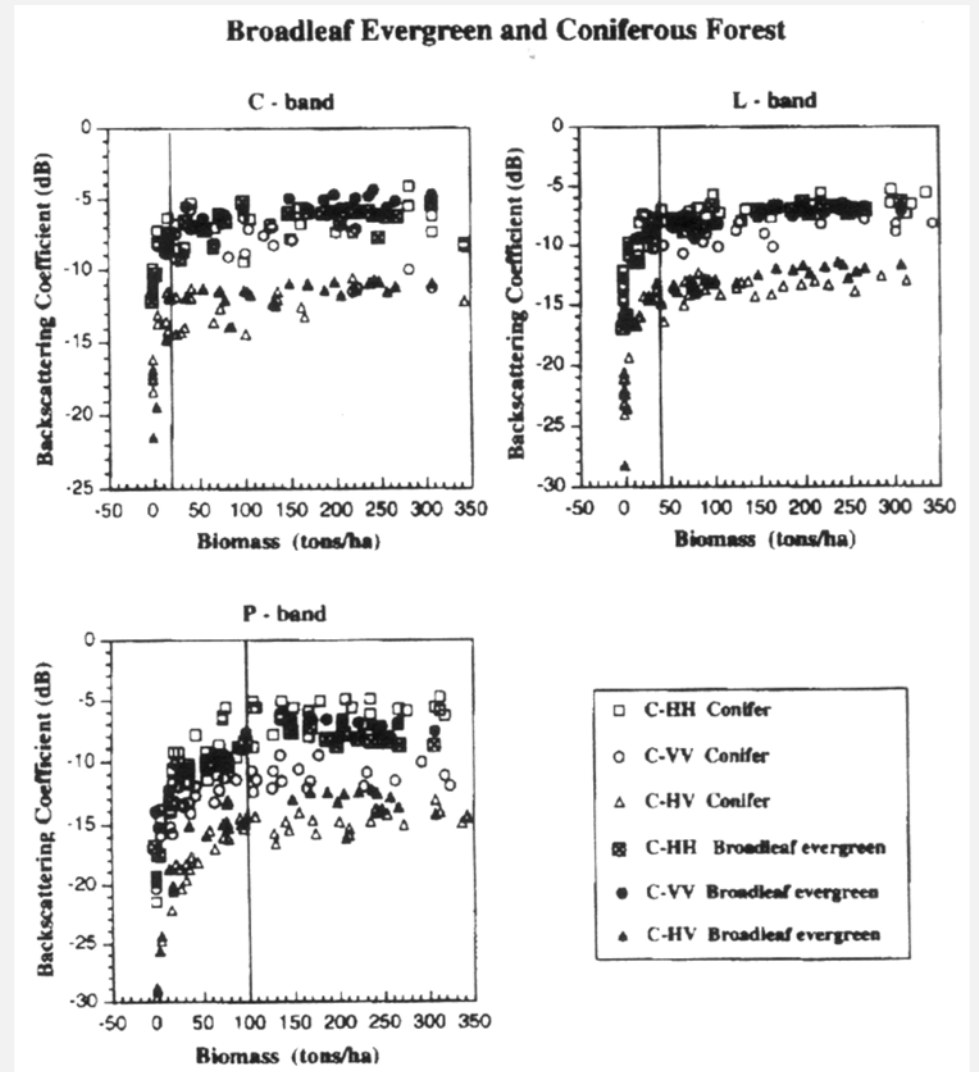 Broadleaf Evergreen and Coniferous Forest
C - band
L - band
Backscattering Coefficient (dB)
0
-5
-10
-15
-20
-25
-50 0 50 100 150 200 250 300 350
Biomass (tons/ha)
Backscattering Coefficient (dB)
0
-5
-10
-15
-20
-25
-30
-50 0 50 100 150 200 250 300 350
Biomass (tons/ha)
P - band
Backscattering Coefficient (dB)
0
-5
-10
-15
-20
-25
-30
-50 0 50 100 150 200 250 300 350
Biomass (tons/ha)
C-HH Conifer
C-VV Conifer
C-HV Conifer
C-HH Broadleaf evergreen
C-VV Broadleaf evergreen
C-HV Broadleaf evergreen